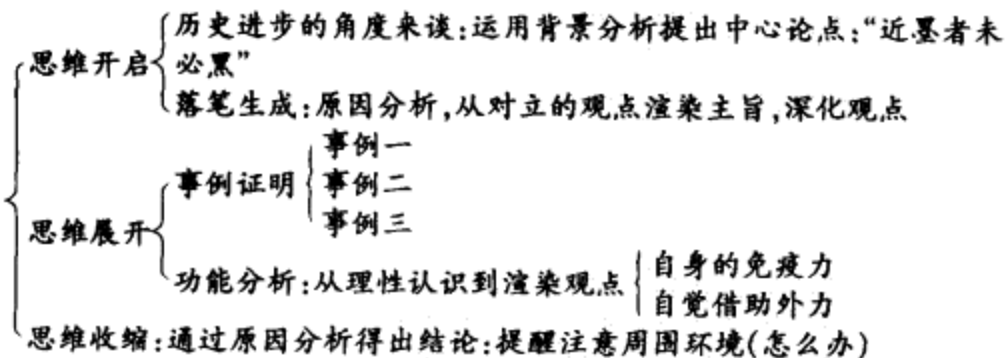 历史进步的角度来谈:运用背景分析提出中心论点:“近墨者未
思维开启
必黑”
落笔生成:原因分析,从对立的观点渲染主旨,深化观点
事例一
事例证明
事例二
事例三
思维展开
功能分析:从理性认识到渲染观点
自身的免疫力
自觉借助外力
思维收缩:通过原因分析得出结论:提醒注意周围环境(怎么办)